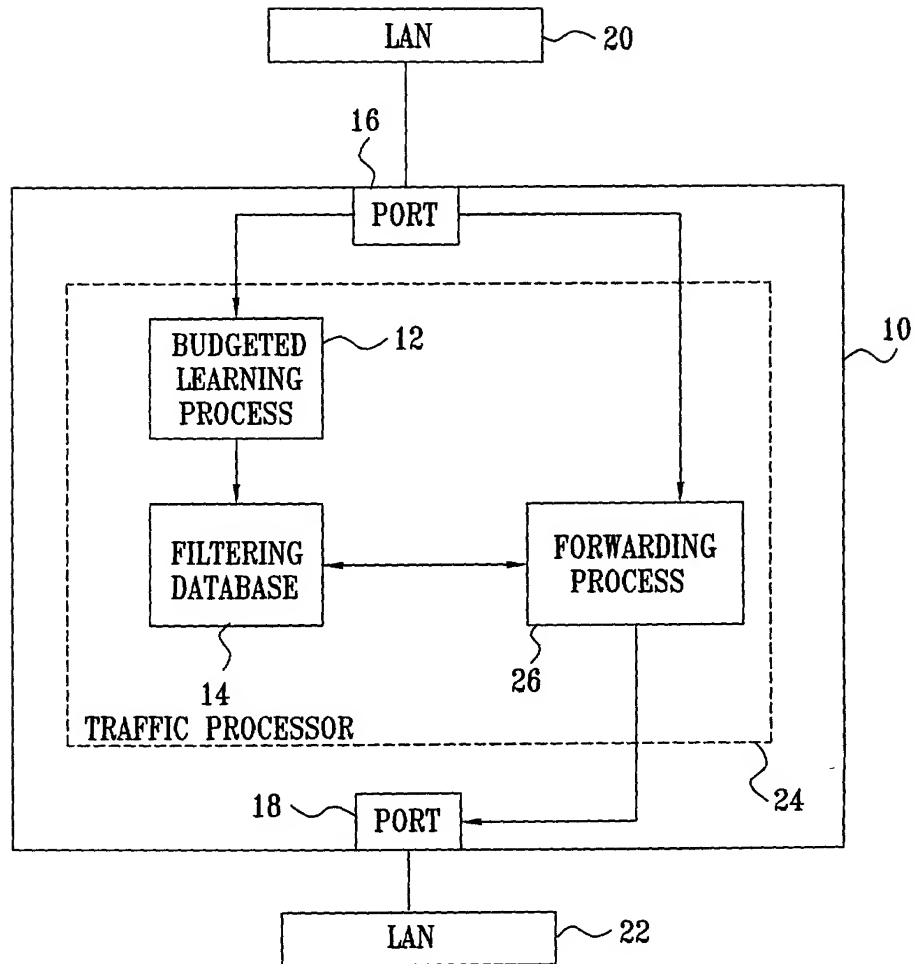 LAN
20
16
PORT
10
BUDGETED
LEARNING
PROCESS
12
FILTERING
DATABASE
FORWARDING
PROCESS
14
26
TRAFFIC PROCESSOR
24
18
PORT
LAN
22